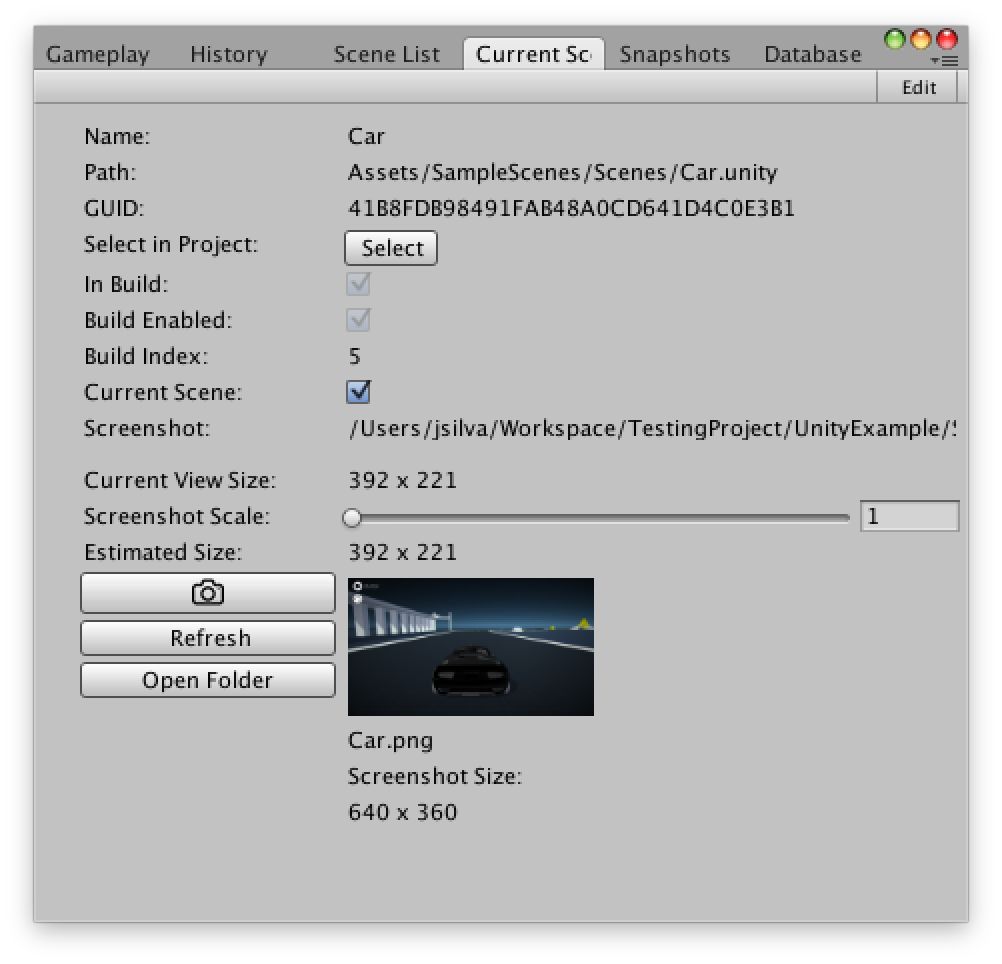 Gameplay History Scene List Current Sc Snapshots Database
Edit
Name: Car
Path: Assets/SampleScenes/Scenes/Car.unity
GUID: 41B8FDB98491FAB48A0CD641D4C0E3B1
Select in Project: Select
In Build:
Build Enabled:
Build Index: 5
Current Scene:
Screenshot: /Users/jsilva/Workspace/TestingProject/UnityExample/
Current View Size: 392 x 221
Screenshot Scale: 1
Estimated Size: 392 x 221
Refresh
Open Folder
Car.png
Screenshot Size:
640 x 360